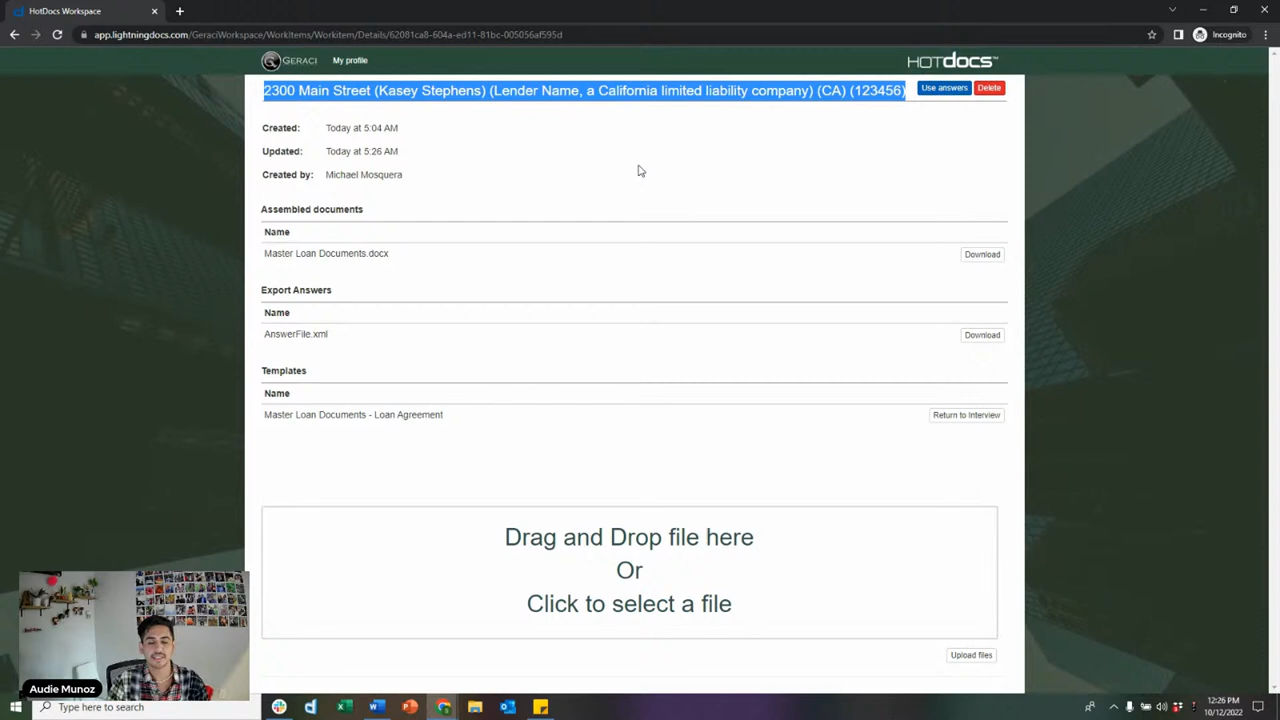 HotDocs Workspace
Incognito
app.lightningdocs.com/GeraciWorkspace/WorkItems/Workitem/Details/62081ca8-604a-ed11-81bc-005056af595d
GERACI
My profile
HOTDOCS™
2300 Main Street (Kasey Stephens) (Lender Name, a California limited liability company) (CA) (123456)
Use answers
Delete
Created: Today at 5:04 AM
Updated: Today at 5:26 AM
Created by: Michael Mosquera
Assembled documents
Name
Master Loan Documents.docx
Download
Export Answers
Name
AnswerFile.xml
Download
Templates
Name
Master Loan Documents - Loan Agreement
Return to Interview
Drag and Drop file here
Or
Click to select a file
Upload files
Audie Munoz
Type here to search
12:26 PM
10/12/2022